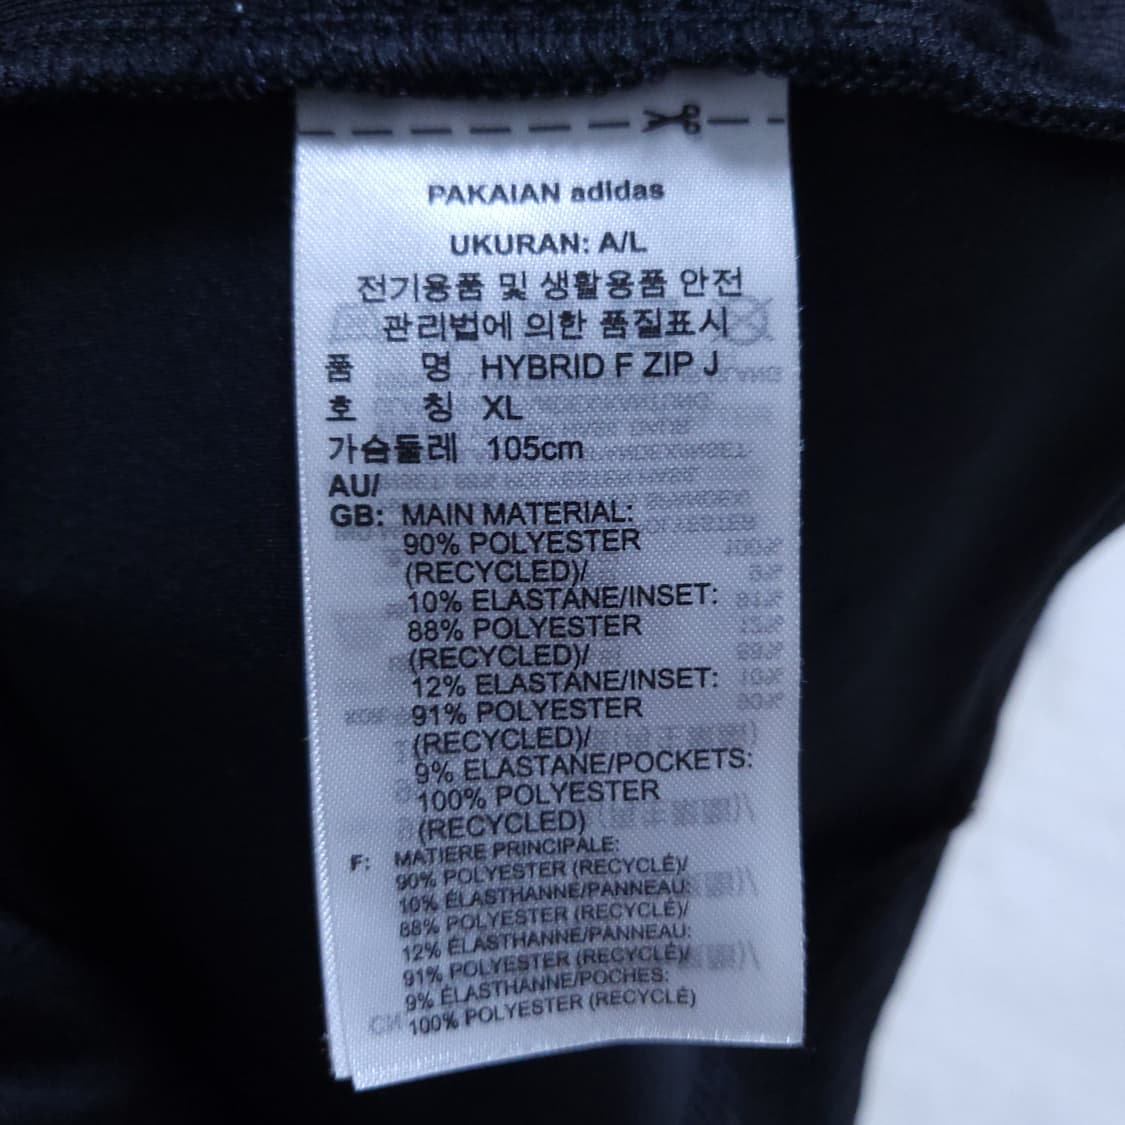 PAKAIAN adidas
UKURAN: A/L
전기용품 및 생활용품 안전
관리법에 의한 품질표시
품 명 HYBRID F ZIP J
호 칭 XL
가슴둘레 105cm
AU/
GB: MAIN MATERIAL:
90% POLYESTER
(RECYCLED)/
10% ELASTANE/INSET:
88% POLYESTER
(RECYCLED)/
12% ELASTANE/INSET:
91% POLYESTER
(RECYCLED)/
9% ELASTANE/POCKETS:
100% POLYESTER
(RECYCLED)
F: MATIERE PRINCIPALE:
90% POLYESTER (RECYCLÉ)/
10% ÉLASTHANNE/PANNEAU:
88% POLYESTER (RECYCLÉ)/
12% ÉLASTHANNE/PANNEAU:
91% POLYESTER (RECYCLÉ)/
9% ÉLASTHANNE/POCHES:
100% POLYESTER (RECYCLÉ)